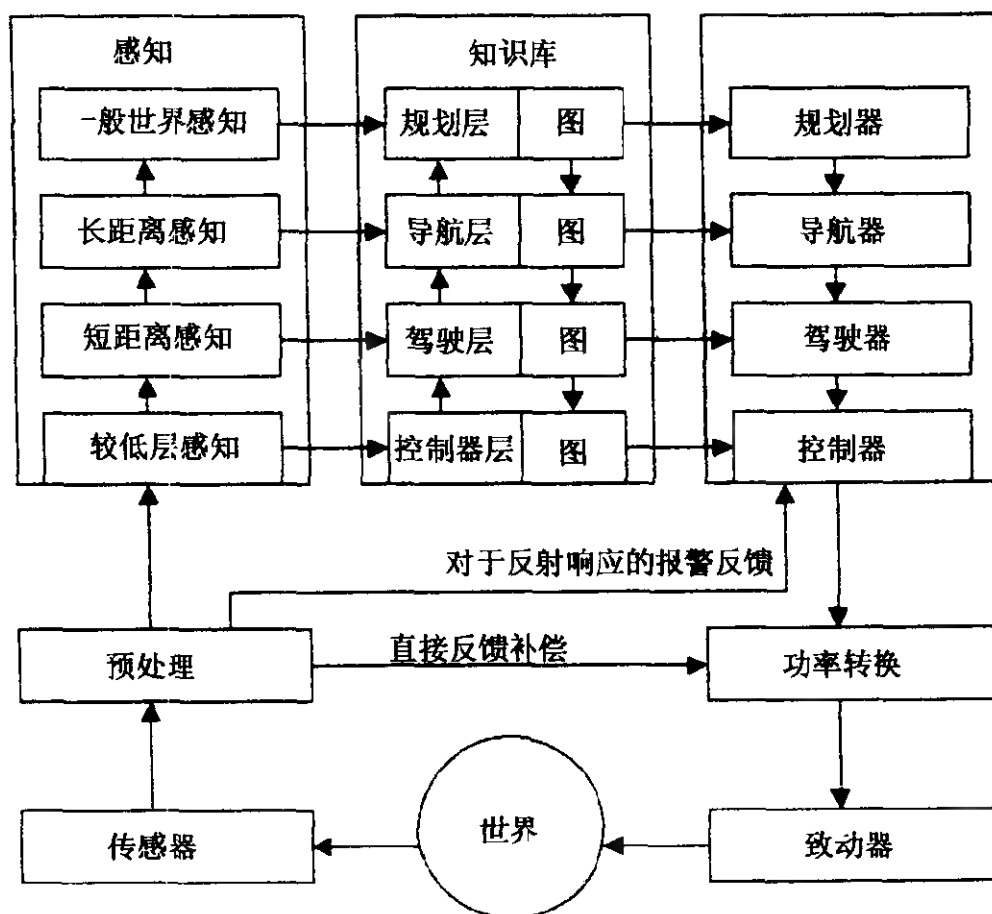 感知
知识库
一般世界感知
规划层
图
规划器
长距离感知
导航层
图
导航器
短距离感知
驾驶层
图
驾驶器
较低层感知
控制器层
图
控制器
对于反射响应的报警反馈
预处理
直接反馈补偿
功率转换
传感器
世界
致动器